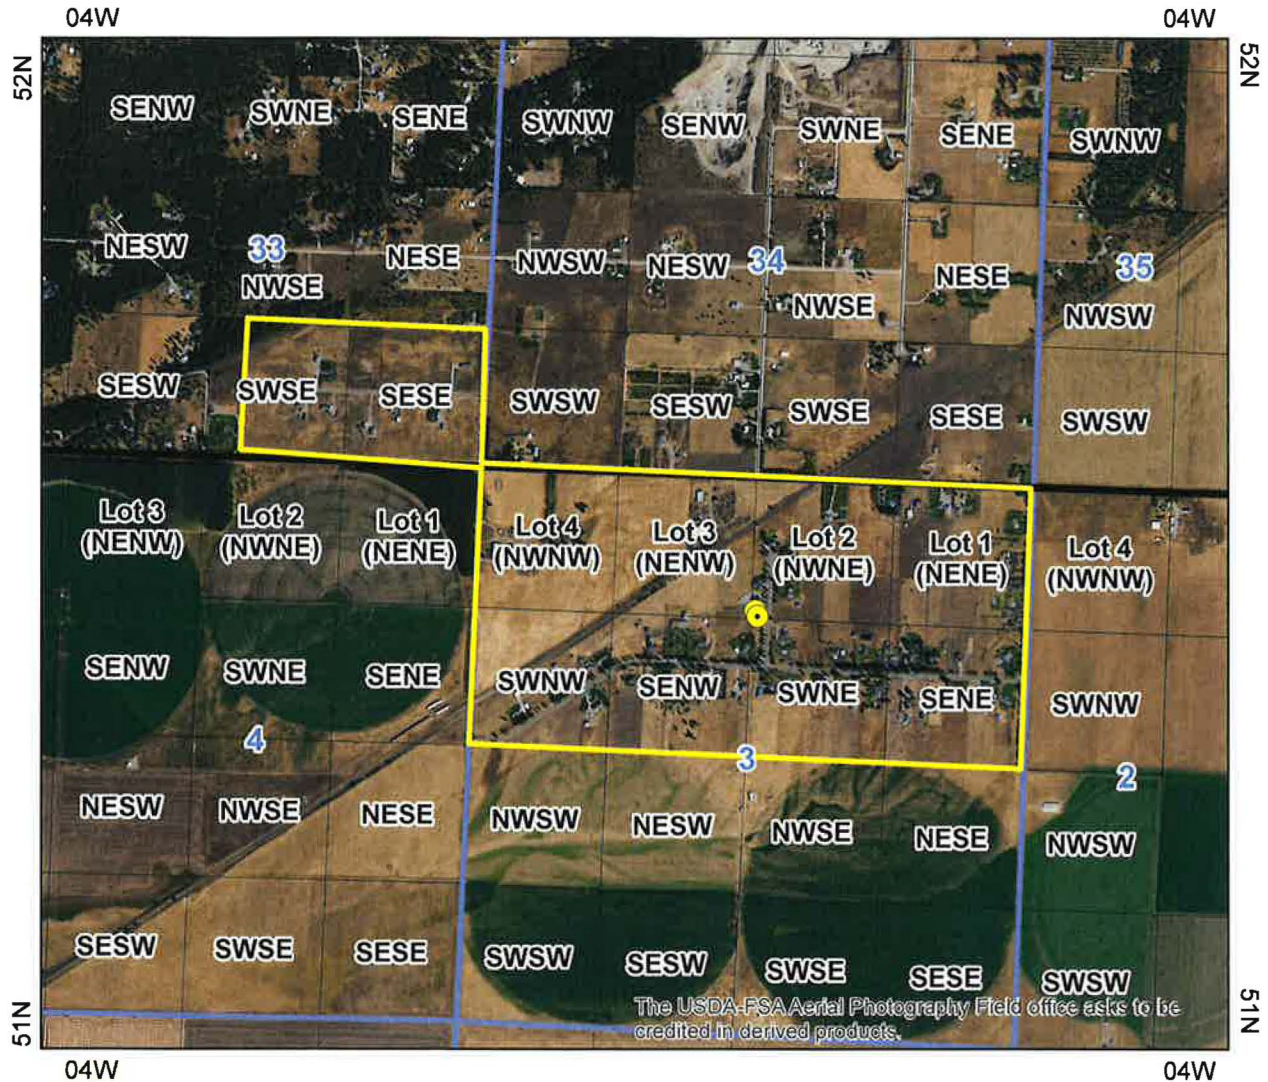 04W 04W
52N 52N
SENW SWNE SENE SWNW SENW SWNE SENE SWNW
NESW 33 NESE NWSW NESW 34 NESE 35
NWSE NWSE NWSW
SESW SWSE SESE SWSW SESW SWSE SESE SWSW
Lot 3 Lot 2 Lot 1 Lot 4 Lot 3 Lot 2 Lot 1 Lot 4
(NENW) (NWNE) (NENE) (NWNW) (NENW) (NWNE) (NENE) (NWNW)
SENW SWNE SENE SWNW SENW SWNE SENE SWNW
4 3 2
NESW NWSE NESE NWSW NESW NWSE NESE NWSW
SESW SWSE SESE SWSW SESW SWSE SESE SWSW
The USDA-FSA Aerial Photography Field office asks to be
credited in derived products.
51N 51N
04W 04W